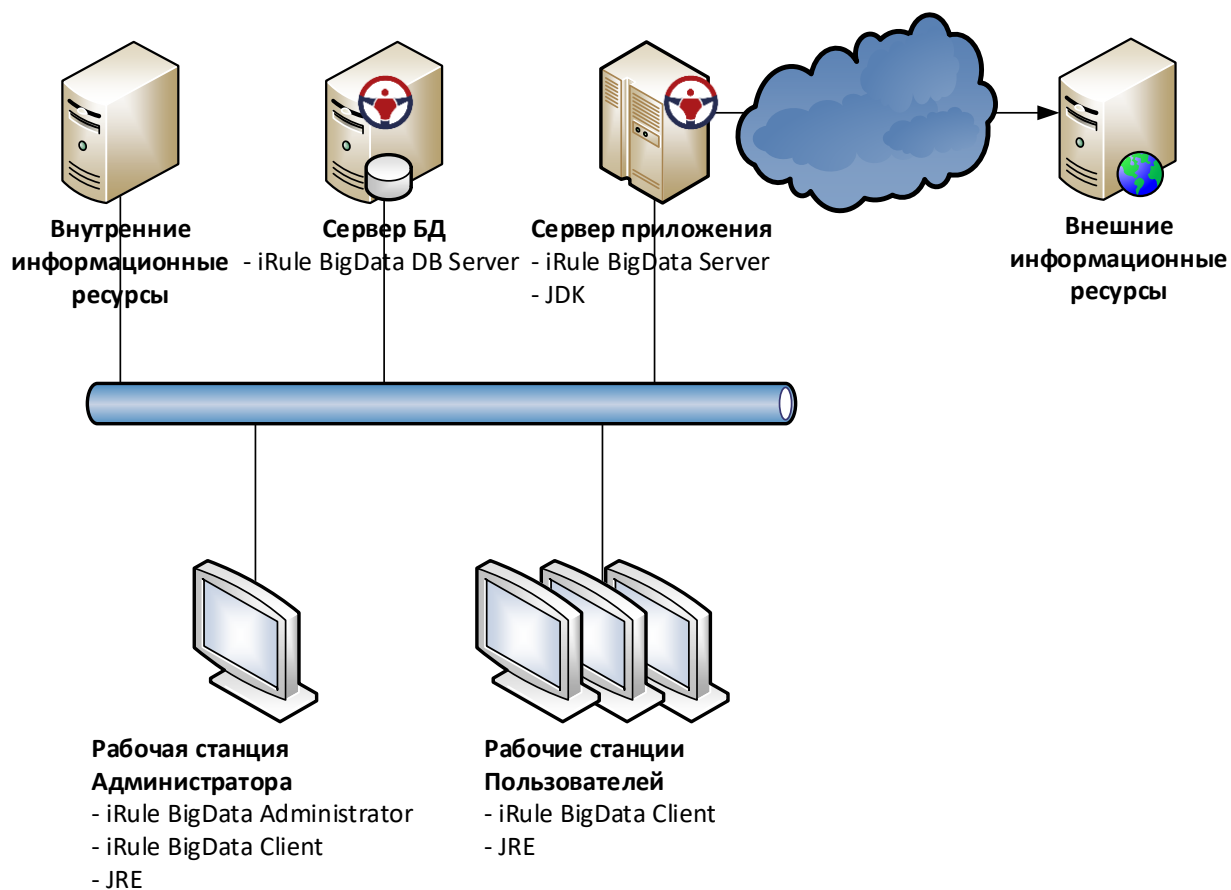 Внутренние
информационные
ресурсы
Сервер БД
- iRule BigData DB Server
Сервер приложения
- iRule BigData Server
- JDK
Внешние
информационные
ресурсы
Рабочая станция
Администратора
- iRule BigData Administrator
- iRule BigData Client
- JRE
Рабочие станции
Пользователей
- iRule BigData Client
- JRE